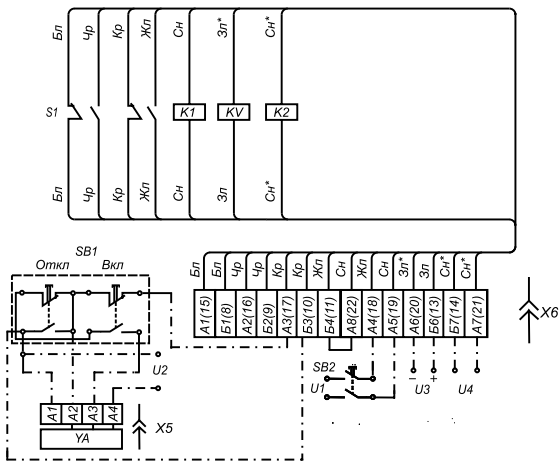 Бл Чр Кр Жл Сн Зл* Сн*
S1 K1 KV K2
Бл Чр Кр Жл Сн Зл Сн*
SB1
Откл Вкл
Бл Бл Чр Чр Кр Кр Жл Сн Жл Сн Зл* Зл Сн* Сн*
А1(15) Б1(8) А2(16) Б2(9) А3(17) Б3(10) Б4(11) А8(22) А4(18) А5(19) А6(20) Б6(13) Б7(14) А7(21)
X6
U2
SB2
U1
− +
U3 U4
А1 А2 А3 А4
X5
YA